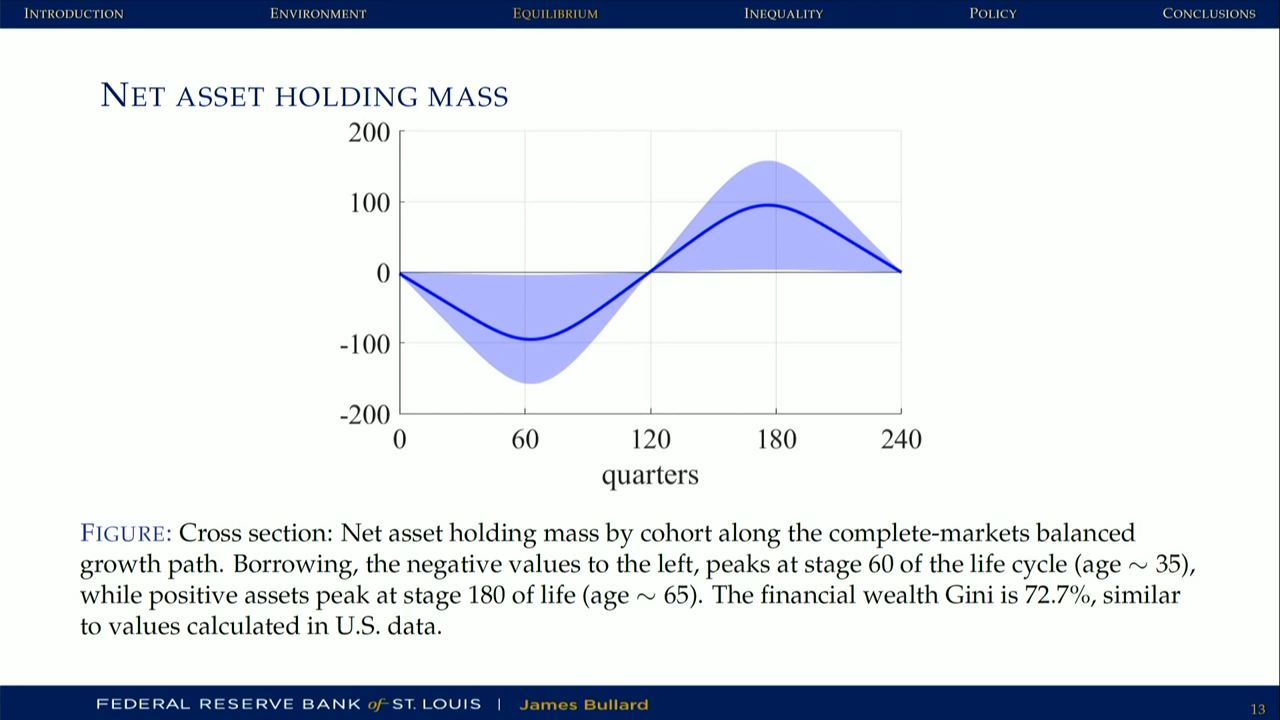 INTRODUCTION ENVIRONMENT EQUILIBRIUM INEQUALITY POLICY CONCLUSIONS
NET ASSET HOLDING MASS
200
100
0
-100
-200
0 60 120 180 240
quarters
FIGURE: Cross section: Net asset holding mass by cohort along the complete-markets balanced
growth path. Borrowing, the negative values to the left, peaks at stage 60 of the life cycle (age ∼ 35),
while positive assets peak at stage 180 of life (age ∼ 65). The financial wealth Gini is 72.7%, similar
to values calculated in U.S. data.
FEDERAL RESERVE BANK of ST. LOUIS | James Bullard
13